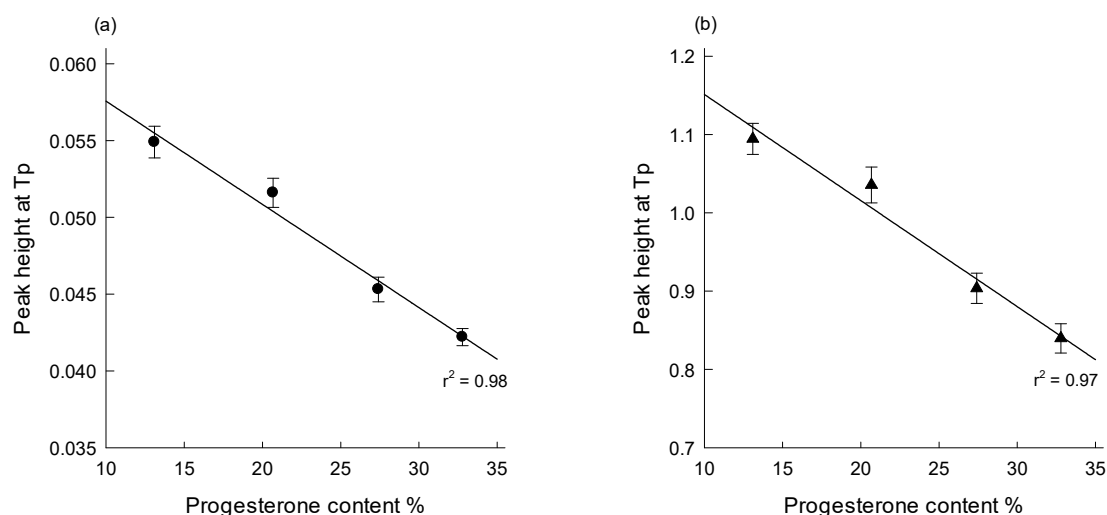 (a)
0.060
0.055
0.050
0.045
0.040
0.035
Peak height at Tp
10 15 20 25 30 35
Progesterone content %
r² = 0.98
(b)
1.2
1.1
1.0
0.9
0.8
0.7
Peak height at Tp
10 15 20 25 30 35
Progesterone content %
r² = 0.97